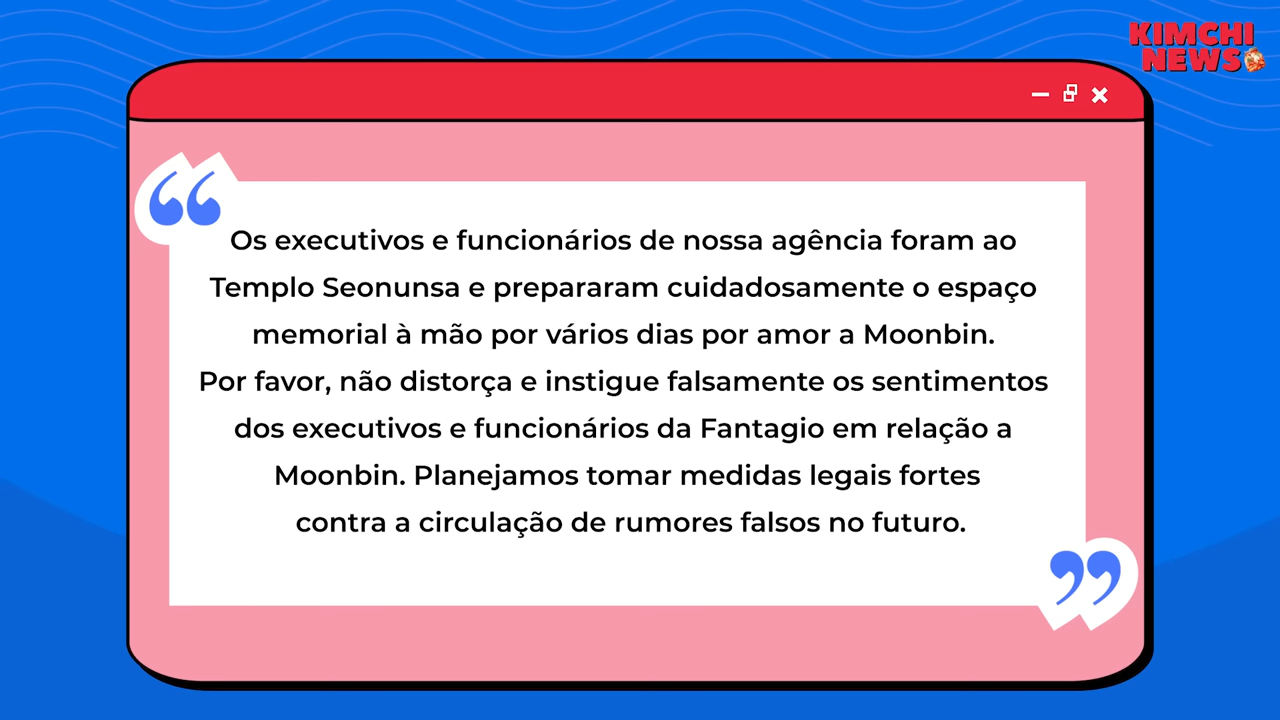 KIMCHI
NEWS
Os executivos e funcionários de nossa agência foram ao
Templo Seonunsa e prepararam cuidadosamente o espaço
memorial à mão por vários dias por amor a Moonbin.
Por favor, não distorça e instigue falsamente os sentimentos
dos executivos e funcionários da Fantagio em relação a
Moonbin. Planejamos tomar medidas legais fortes
contra a circulação de rumores falsos no futuro.